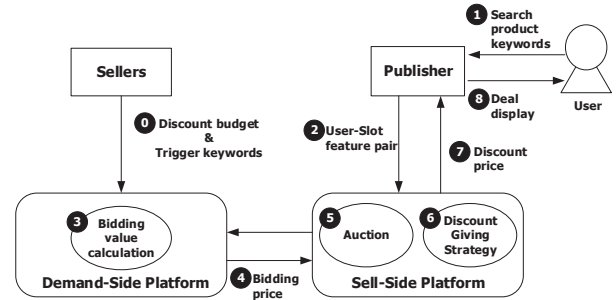 1 Search
product
keywords
Sellers
Publisher
User
8 Deal
display
0 Discount budget
&
Trigger keywords
2 User-Slot
feature pair
7 Discount
price
3 Bidding
value
calculation
5 Auction
6 Discount
Giving
Strategy
Demand-Side Platform
4 Bidding
price
Sell-Side Platform